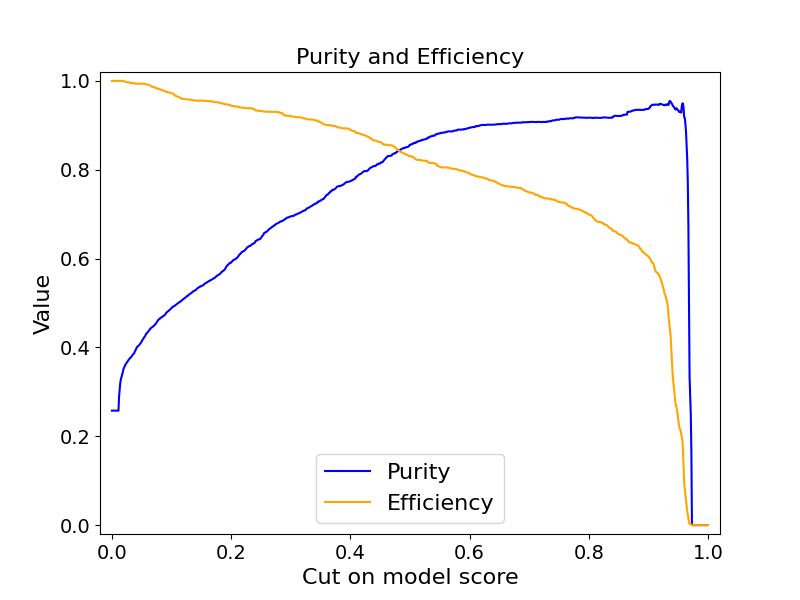 Purity and Efficiency
1.0
0.8
0.6
0.4
0.2
0.0
Value
Purity
Efficiency
0.0 0.2 0.4 0.6 0.8 1.0
Cut on model score